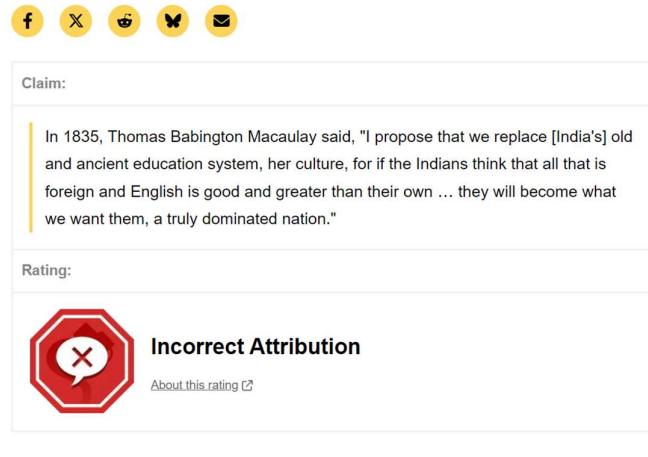 Claim:
In 1835, Thomas Babington Macaulay said, "I propose that we replace [India's] old
and ancient education system, her culture, for if the Indians think that all that is
foreign and English is good and greater than their own … they will become what
we want them, a truly dominated nation."
Rating:
Incorrect Attribution
About this rating